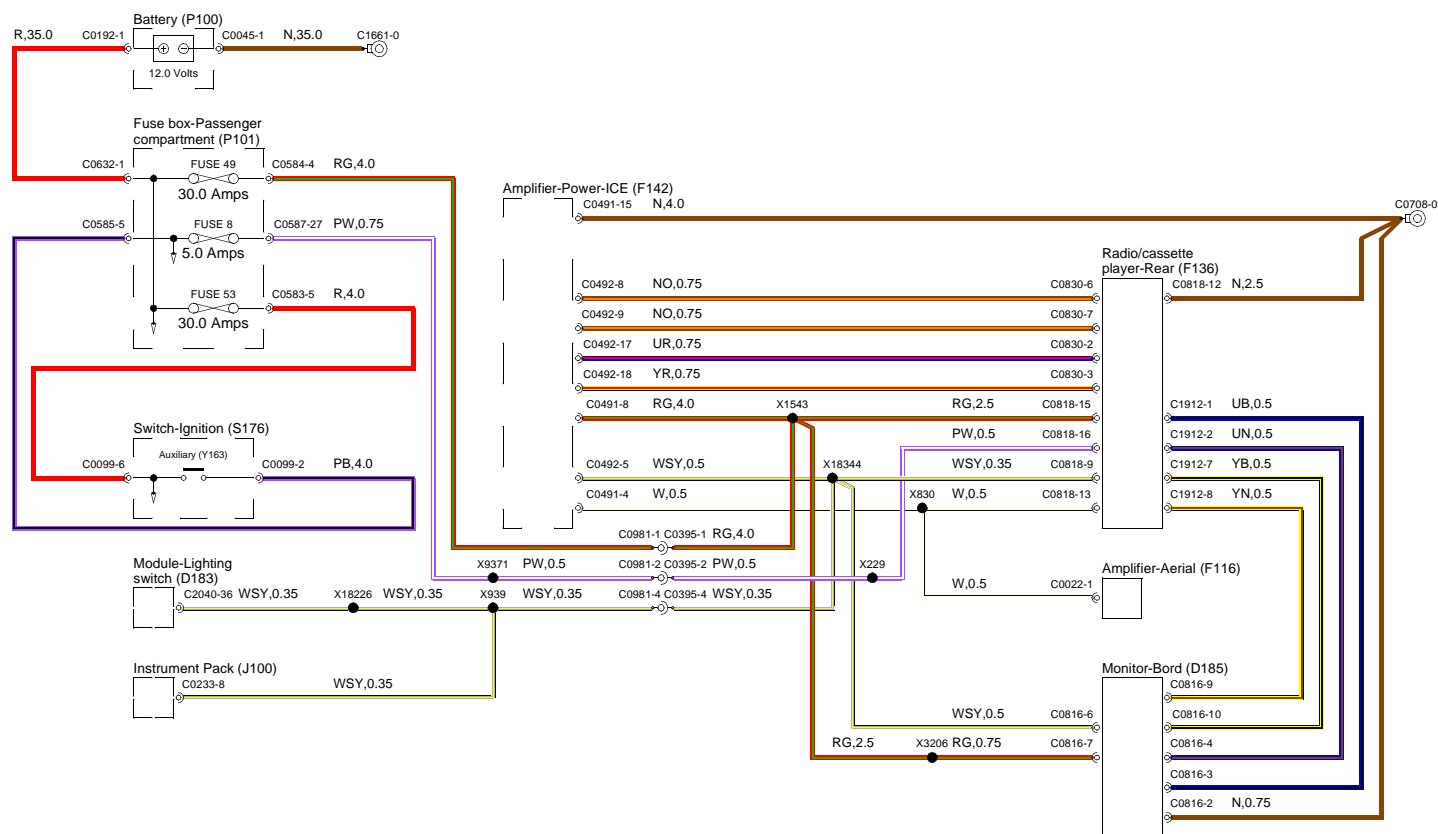 Battery (P100)
R,35.0 C0192-1 C0045-1 N,35.0 C1661-0
12.0 Volts
Fuse box-Passenger
compartment (P101)
C0632-1 FUSE 49 C0584-4 RG,4.0
30.0 Amps
C0585-5 FUSE 8 C0587-27 PW,0.75
5.0 Amps
FUSE 53 C0583-5 R,4.0
30.0 Amps
Switch-Ignition (S176)
Auxiliary (Y163)
C0099-6 C0099-2 PB,4.0
Amplifier-Power-ICE (F142)
C0491-15 N,4.0 C0708-0
Radio/cassette
player-Rear (F136)
C0492-8 NO,0.75 C0830-6 C0818-12 N,2.5
C0492-9 NO,0.75 C0830-7
C0492-17 UR,0.75 C0830-2
C0492-18 YR,0.75 C0830-3
C0491-8 RG,4.0 X1543 RG,2.5 C0818-15 C1912-1 UB,0.5
PW,0.5 C0818-16 C1912-2 UN,0.5
C0492-5 WSY,0.5 X18344 WSY,0.35 C0818-9 C1912-7 YB,0.5
C0491-4 W,0.5 X830 W,0.5 C0818-13 C1912-8 YN,0.5
C0981-1 C0395-1 RG,4.0
Module-Lighting
switch (D183)
X9371 PW,0.5 C0981-2 C0395-2 PW,0.5 X229
Amplifier-Aerial (F116)
W,0.5 C0022-1
C2040-36 WSY,0.35 X18226 WSY,0.35 X939 WSY,0.35 C0981-4 C0395-4 WSY,0.35
Instrument Pack (J100)
C0233-8 WSY,0.35
Monitor-Bord (D185)
C0816-9
WSY,0.5 C0816-6 C0816-10
RG,2.5 X3206 RG,0.75 C0816-7 C0816-4
C0816-3
C0816-2 N,0.75